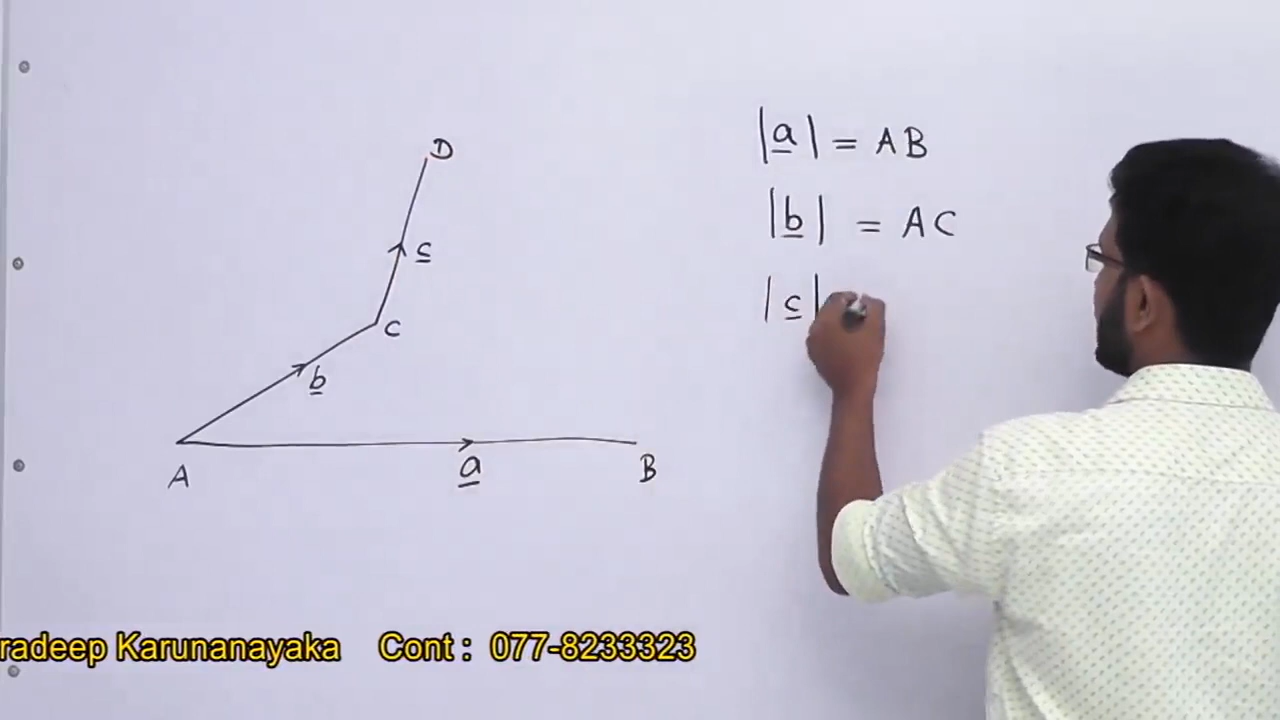 D
c
C
b
A
a
B
|a| = AB
|b| = AC
|c|
radeep Karunanayaka Cont : 077-8233323